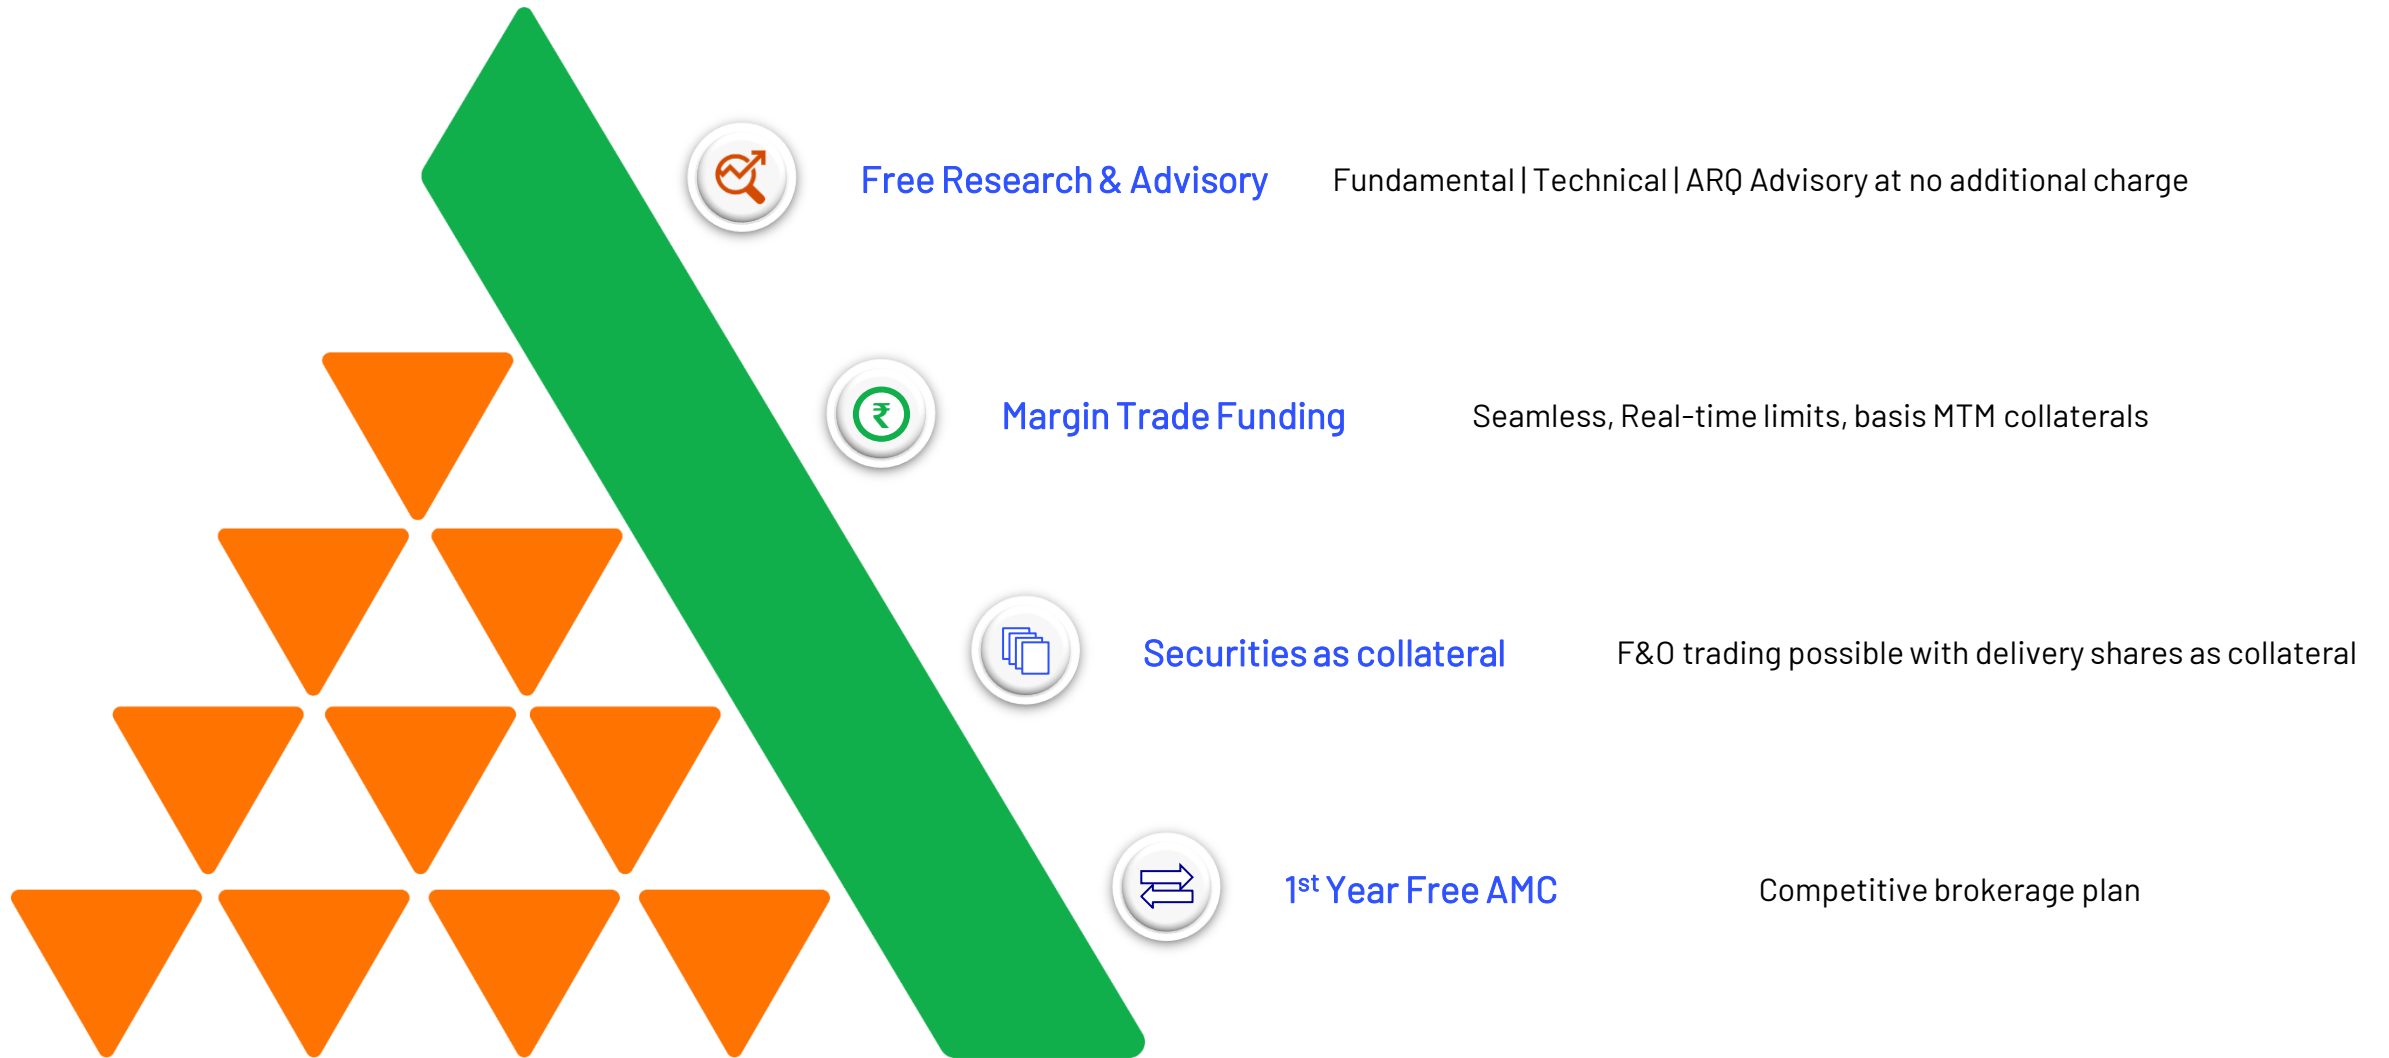 Free Research & Advisory
Fundamental | Technical | ARQ Advisory at no additional charge
₹
Margin Trade Funding
Seamless, Real-time limits, basis MTM collaterals
Securities as collateral
F&O trading possible with delivery shares as collateral
1st Year Free AMC
Competitive brokerage plan